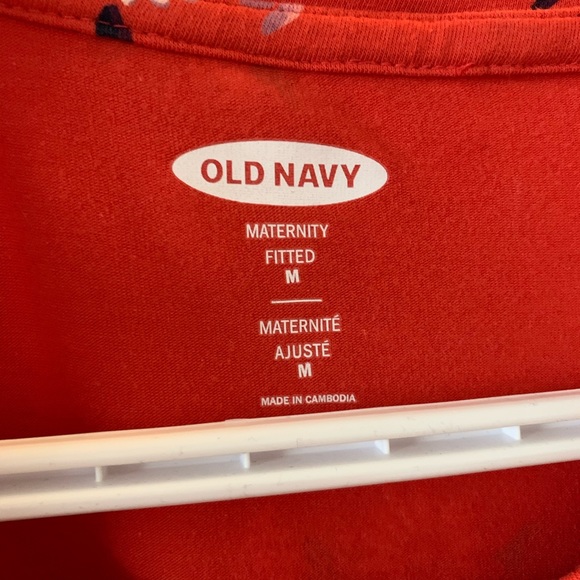 OLD NAVY
MATERNITY
FITTED
M
MATERNITÉ
AJUSTÉ
M
MADE IN CAMBODIA